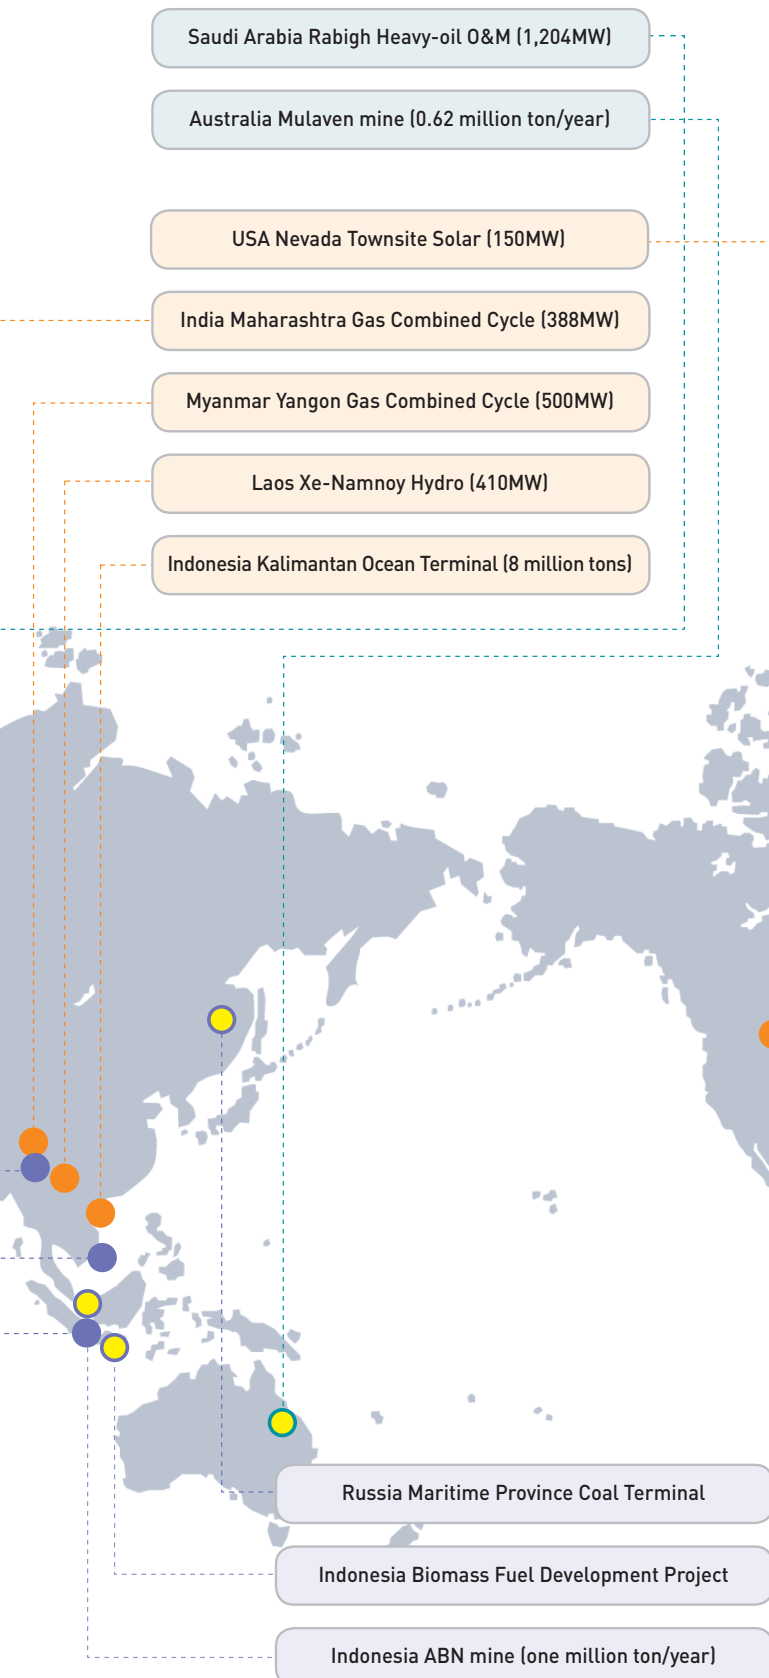 Saudi Arabia Rabigh Heavy-oil O&M (1,204MW)
Australia Mulaven mine (0.62 million ton/year)
USA Nevada Townsite Solar (150MW)
India Maharashtra Gas Combined Cycle (388MW)
Myanmar Yangon Gas Combined Cycle (500MW)
Laos Xe-Namnoy Hydro (410MW)
Indonesia Kalimantan Ocean Terminal (8 million tons)
Russia Maritime Province Coal Terminal
Indonesia Biomass Fuel Development Project
Indonesia ABN mine (one million ton/year)